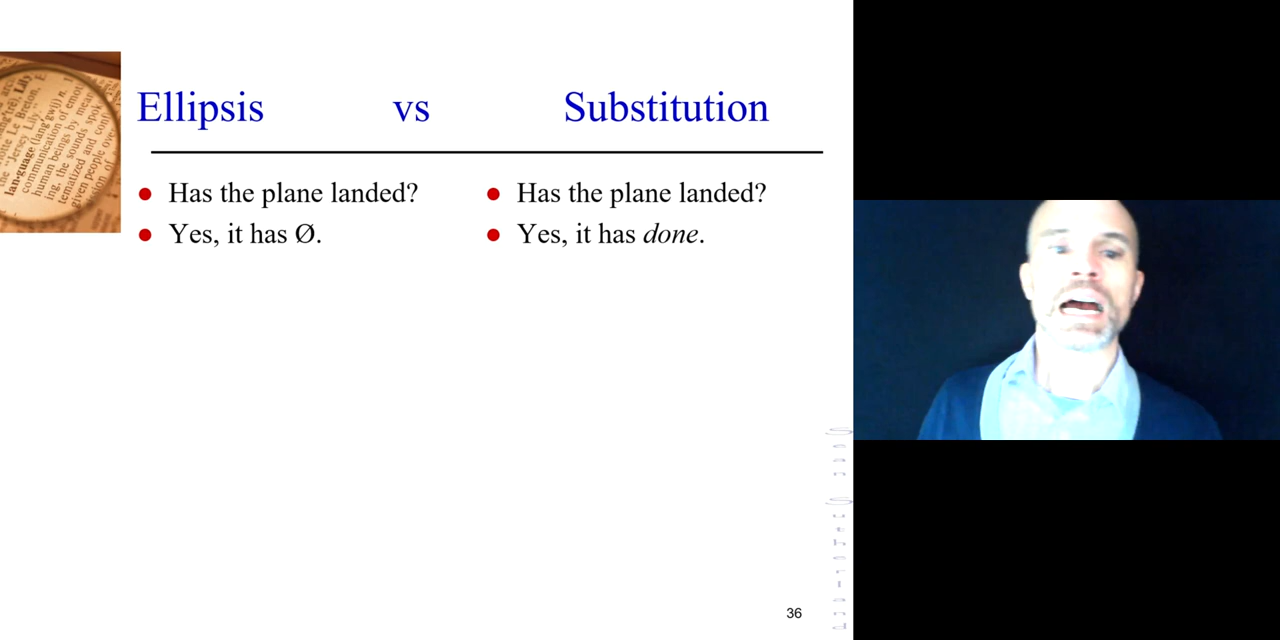 Ellipsis vs Substitution
Has the plane landed?
Yes, it has Ø.
Has the plane landed?
Yes, it has done.
36